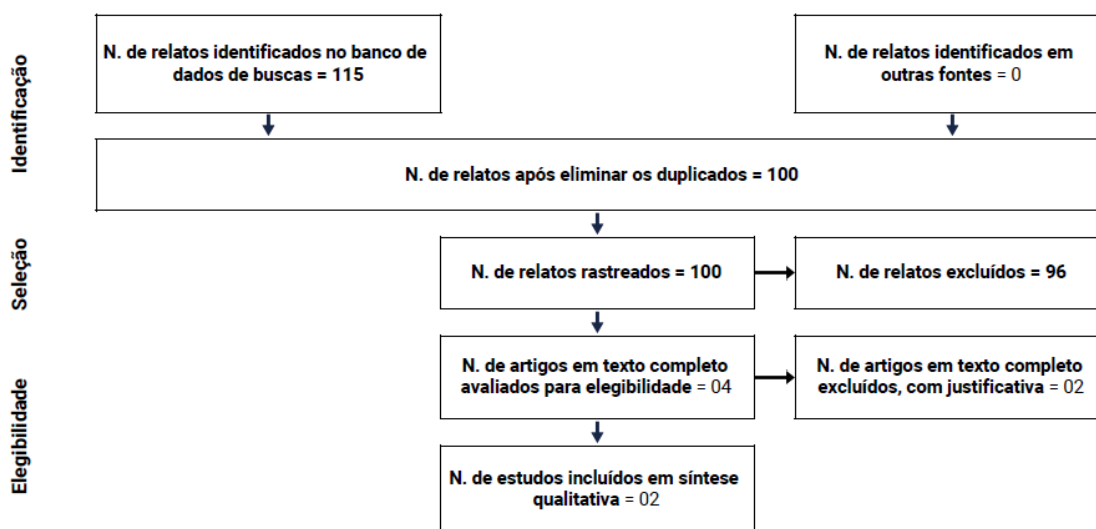 Identificação
N. de relatos identificados no banco de
dados de buscas = 115
N. de relatos identificados em
outras fontes = 0
N. de relatos após eliminar os duplicados = 100
Seleção
N. de relatos rastreados = 100
N. de relatos excluídos = 96
Elegibilidade
N. de artigos em texto completo
avaliados para elegibilidade = 04
N. de artigos em texto completo
excluídos, com justificativa = 02
N. de estudos incluídos em síntese
qualitativa = 02